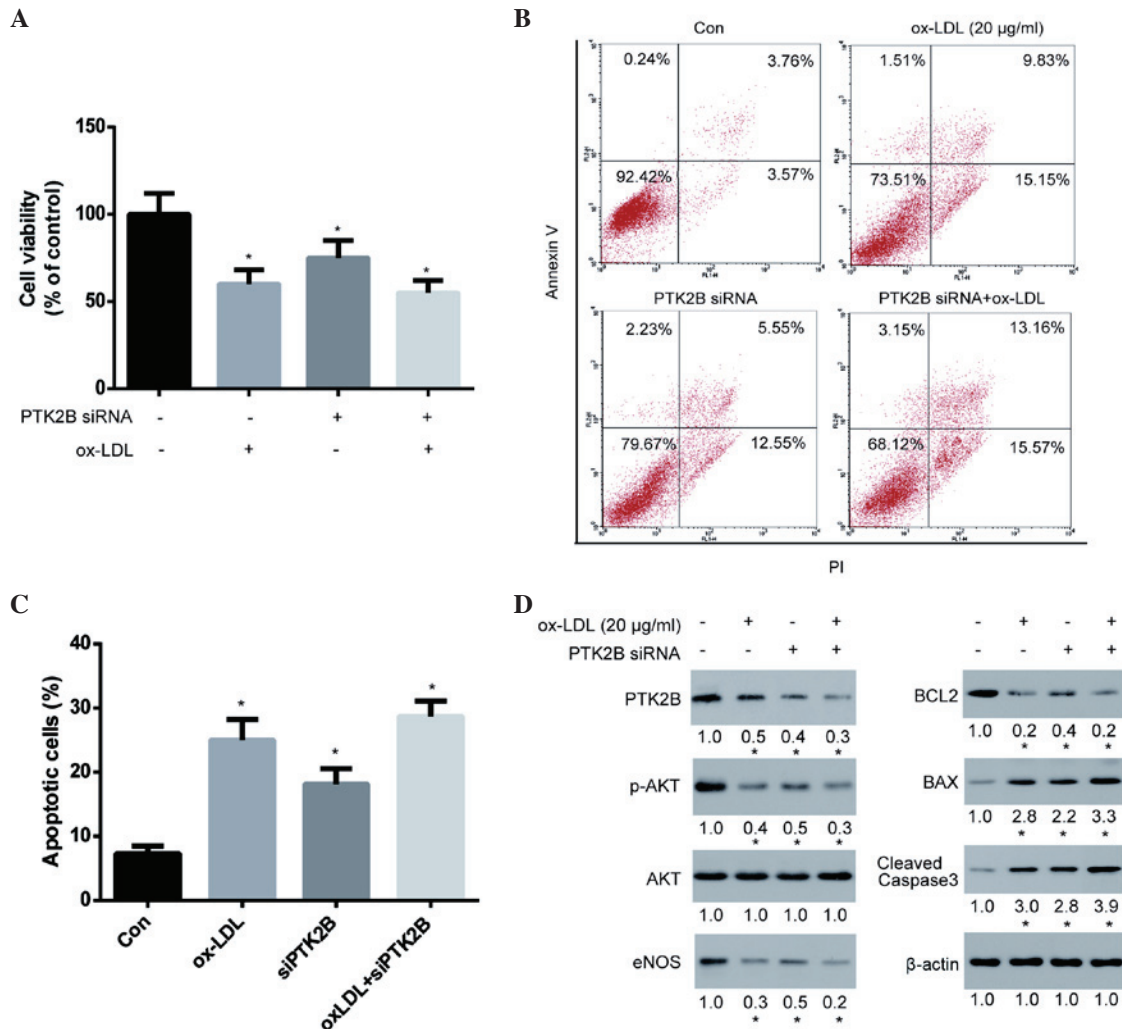 A
Cell viability
(% of control)
150
100
50
0
*
*
*
PTK2B siRNA - - + +
ox-LDL - + - +
B
Con
ox-LDL (20 µg/ml)
0.24% 3.76%
92.42% 3.57%
1.51% 9.83%
73.51% 15.15%
PTK2B siRNA
PTK2B siRNA+ox-LDL
2.23% 5.55%
79.67% 12.55%
3.15% 13.16%
68.12% 15.57%
Annexin V
PI
C
Apoptotic cells (%)
40
30
20
10
0
*
*
*
Con
ox-LDL
siPTK2B
oxLDL+siPTK2B
D
ox-LDL (20 µg/ml) - + - +
PTK2B siRNA - - + +
PTK2B
1.0 0.5 0.4 0.3
* * *
p-AKT
1.0 0.4 0.5 0.3
* * *
AKT
1.0 1.0 1.0 1.0
eNOS
1.0 0.3 0.5 0.2
* * *
- + - +
- - + +
BCL2
1.0 0.2 0.4 0.2
* * *
BAX
1.0 2.8 2.2 3.3
* * *
Cleaved
Caspase3
1.0 3.0 2.8 3.9
* * *
β-actin
1.0 1.0 1.0 1.0